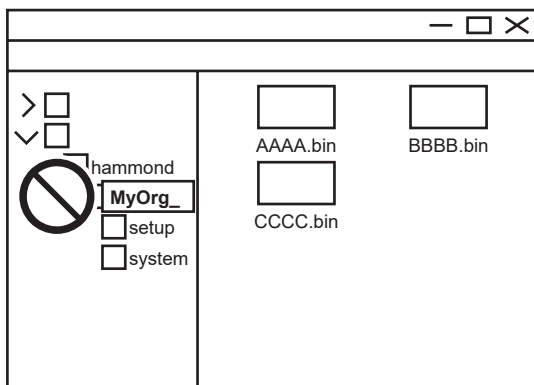 hammond
MyOrg_
setup
system
AAAA.bin
BBBB.bin
CCCC.bin